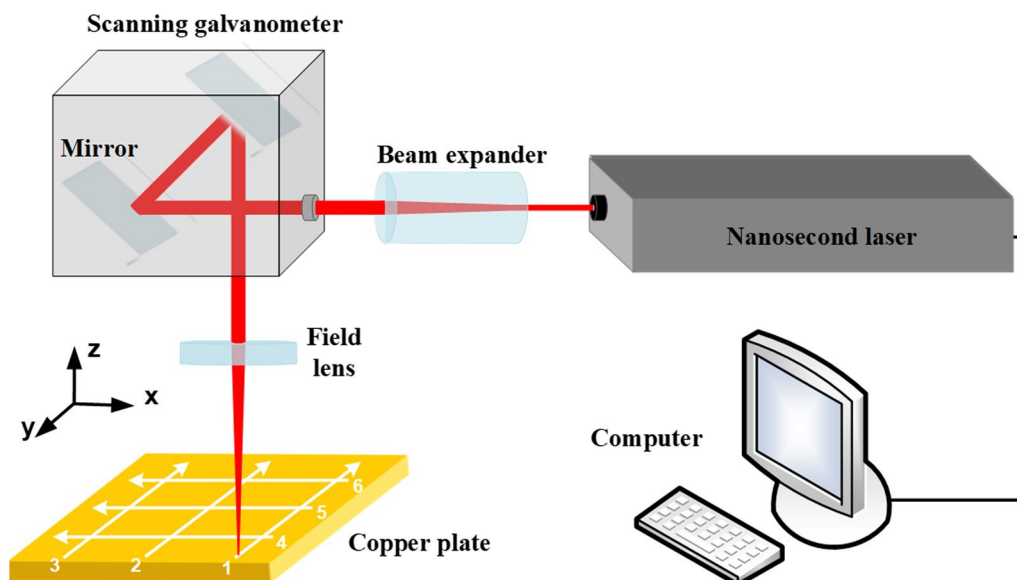 Scanning galvanometer
Mirror
Beam expander
Nanosecond laser
Field
lens
z
x
y
Computer
6
5
4
3
2
1
Copper plate